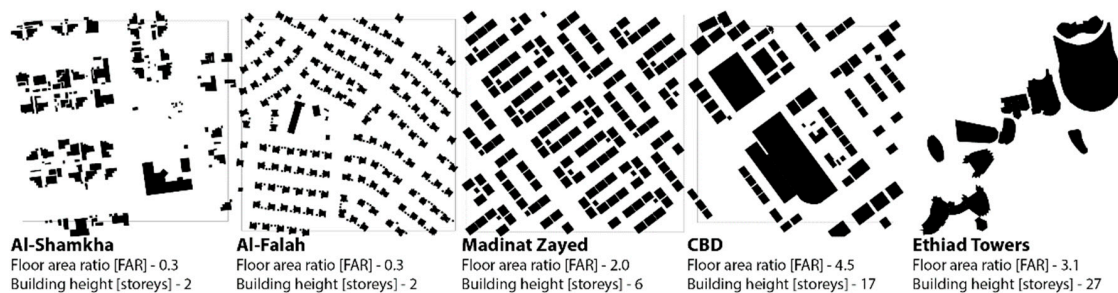 Al-Shamkha
Floor area ratio [FAR] - 0.3
Building height [storeys] - 2
Al-Falah
Floor area ratio [FAR] - 0.3
Building height [storeys] - 2
Madinat Zayed
Floor area ratio [FAR] - 2.0
Building height [storeys] - 6
CBD
Floor area ratio [FAR] - 4.5
Building height [storeys] - 17
Ethiad Towers
Floor area ratio [FAR] - 3.1
Building height [storeys] - 27